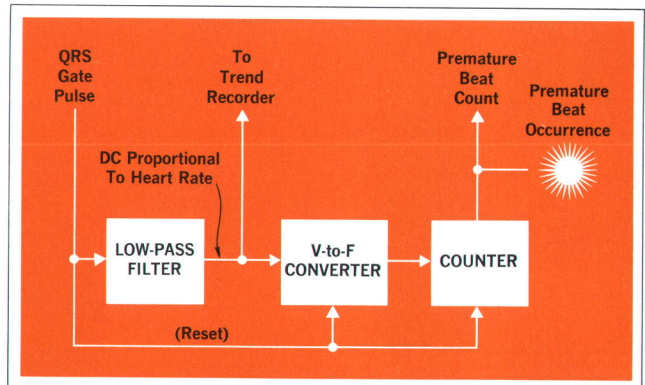 QRS
Gate
Pulse
To
Trend
Recorder
Premature
Beat
Count
Premature
Beat
Occurrence
DC Proportional
To Heart Rate
LOW-PASS
FILTER
V-to-F
CONVERTER
COUNTER
(Reset)